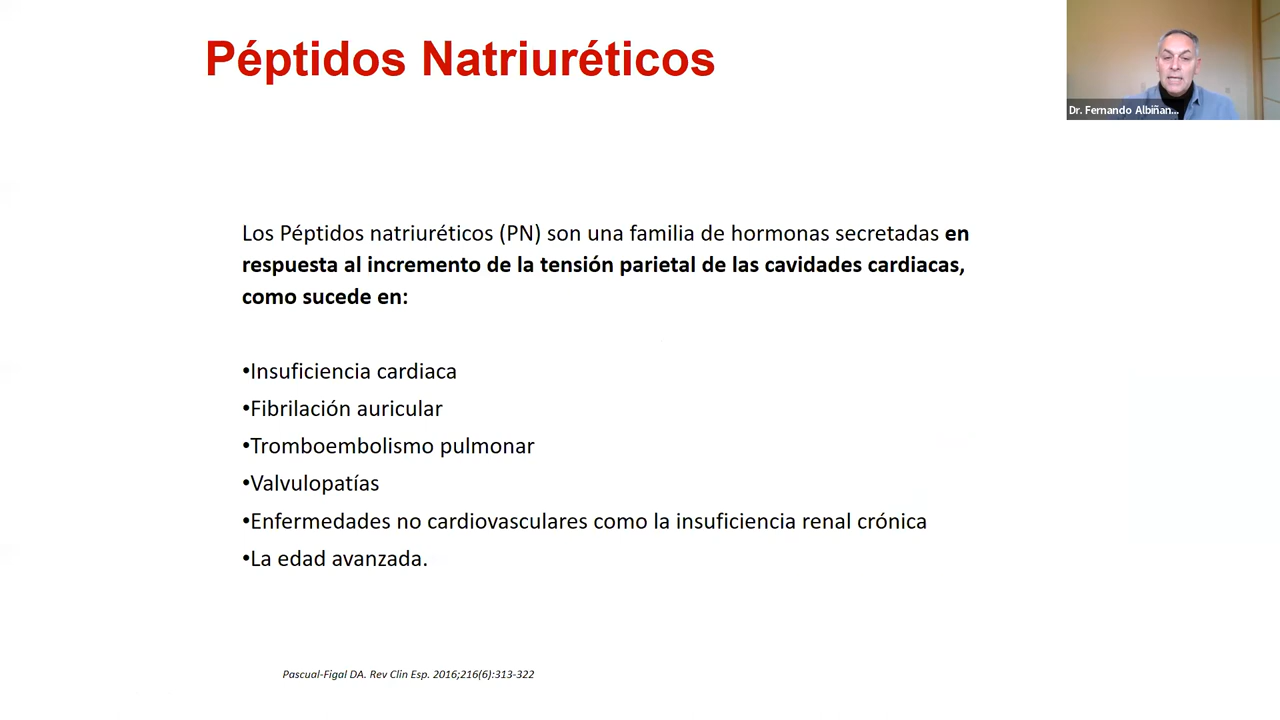 Péptidos Natriuréticos
Dr. Fernando Albiñan...
Los Péptidos natriuréticos (PN) son una familia de hormonas secretadas en
respuesta al incremento de la tensión parietal de las cavidades cardiacas,
como sucede en:
•Insuficiencia cardiaca
•Fibrilación auricular
•Tromboembolismo pulmonar
•Valvulopatías
•Enfermedades no cardiovasculares como la insuficiencia renal crónica
•La edad avanzada.
Pascual-Figal DA. Rev Clin Esp. 2016;216(6):313-322